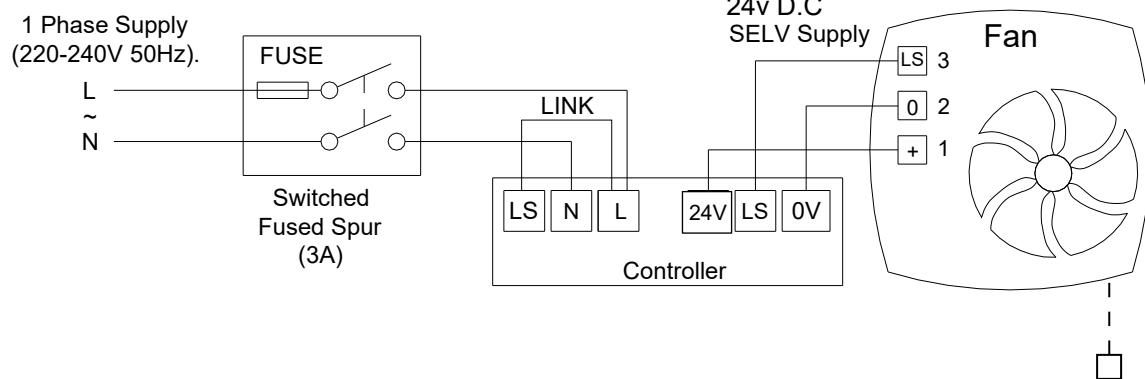 1 Phase Supply
(220-240V 50Hz).
L
~
N
FUSE
Switched
Fused Spur
(3A)
LINK
LS
N
L
24V
LS
0V
Controller
24v D.C
SELV Supply
Fan
LS 3
0 2
+ 1